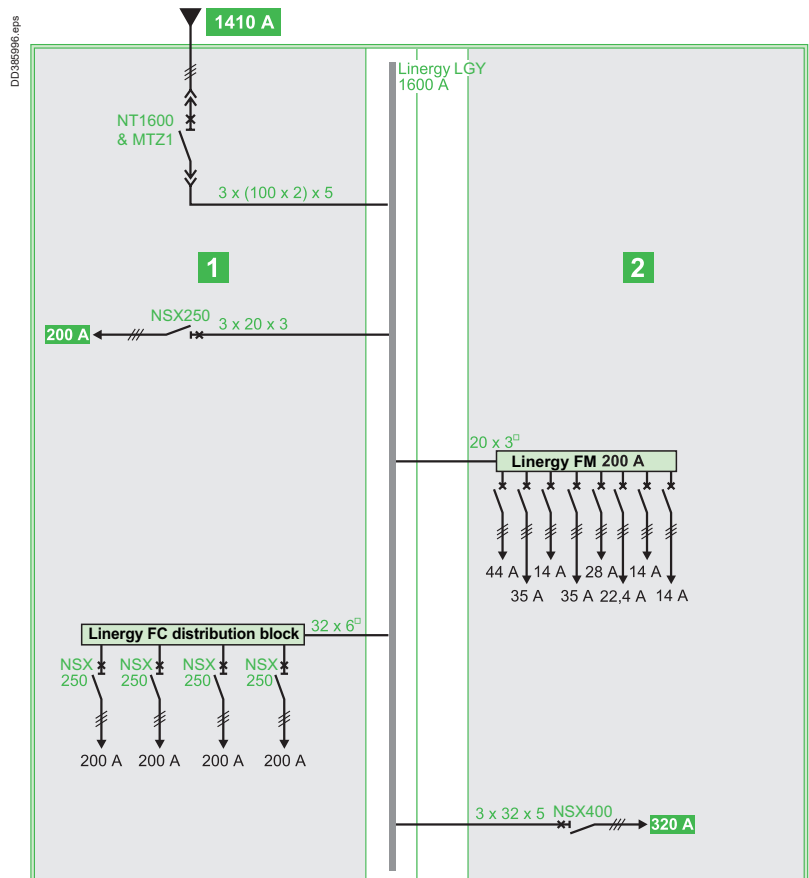 DD385996.eps
1410 A
Linergy LGY
1600 A
NT1600
& MTZ1
3 x (100 x 2) x 5
1
2
NSX250
3 x 20 x 3
200 A
20 x 3□
Linergy FM 200 A
44 A
14 A
28 A
14 A
35 A
35 A
22,4 A
14 A
32 x 6□
Linergy FC distribution block
NSX
250
NSX
250
NSX
250
NSX
250
200 A
200 A
200 A
200 A
3 x 32 x 5
NSX400
320 A